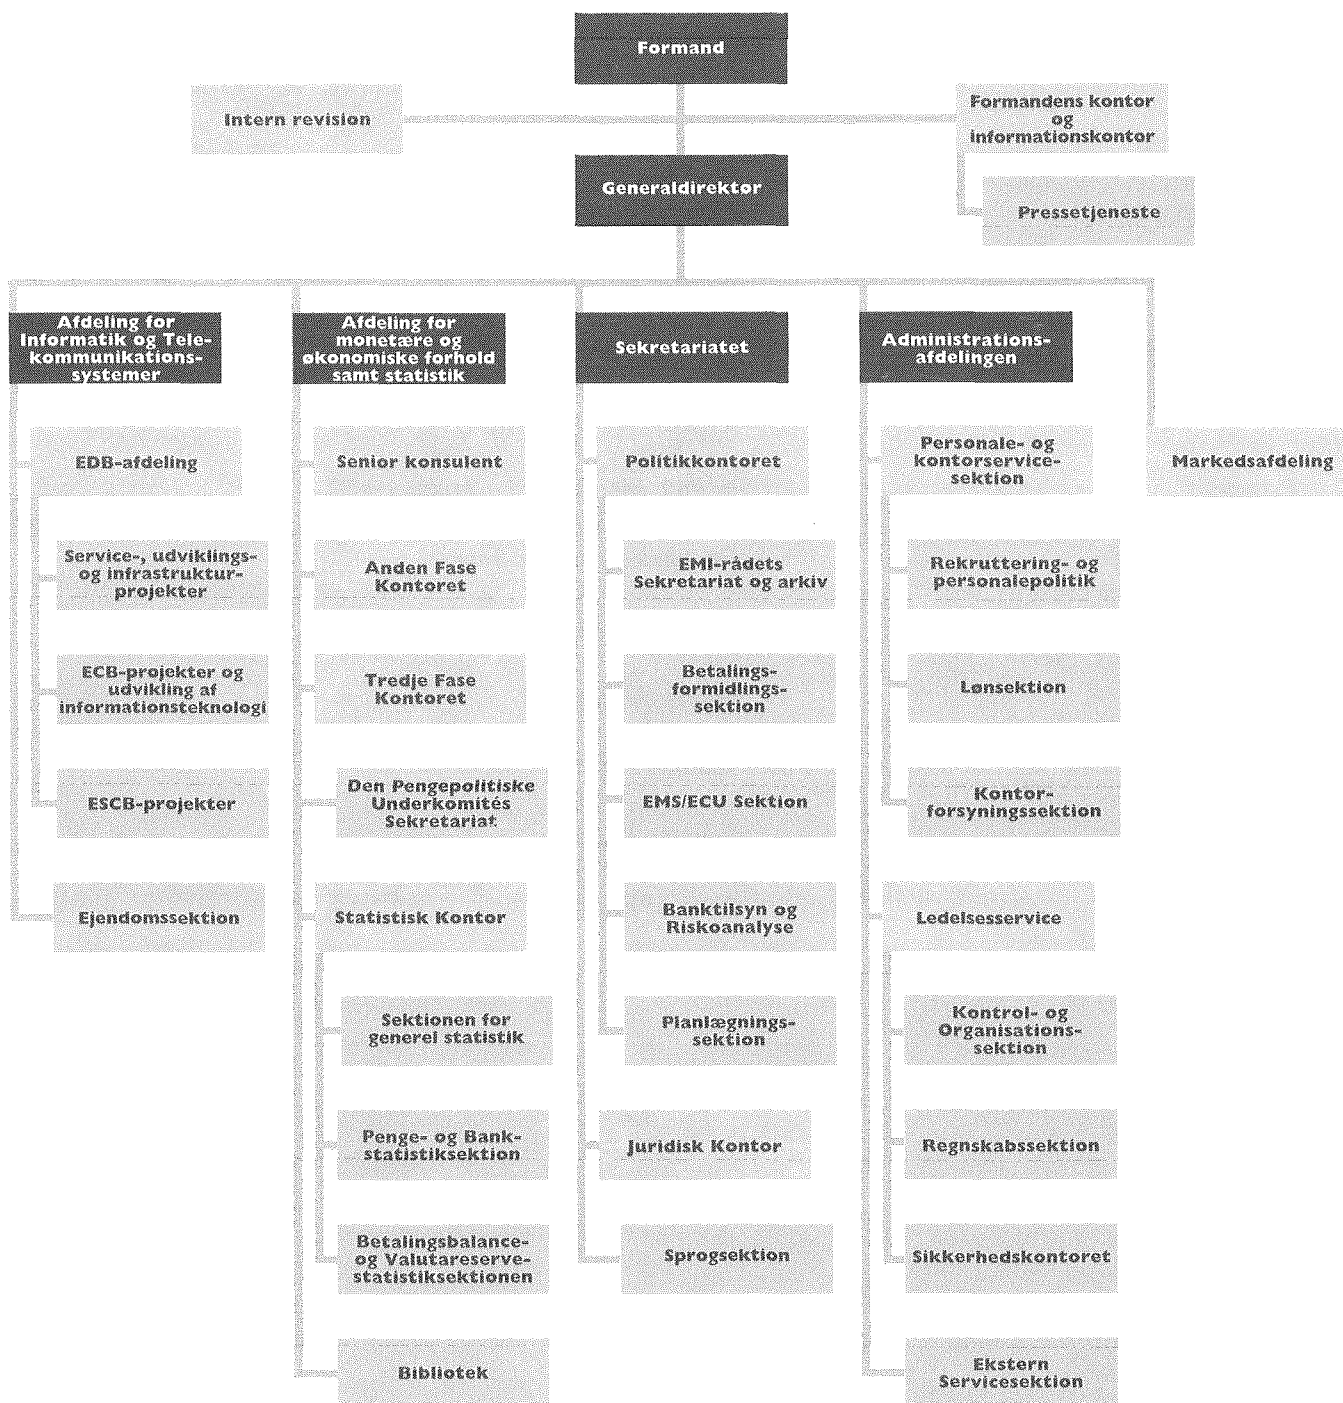 Formand
Intern revision
Formandens kontor
og
informationskontor
Generaldirektør
Pressetjeneste
Afdeling for
Informatik og Tele-
kommunikations-
systemer
EDB-afdeling
Service-, udviklings-
og infrastruktur-
projekter
ECB-projekter og
udvikling af
informationsteknologi
ESCB-projekter
Ejendomssektion
Afdeling for
monetære og
økonomiske forhold
samt statistik
Senior konsulent
Anden Fase
Kontoret
Tredje Fase
Kontoret
Den Pengepolitiske
Underkomités
Sekretariat
Statistisk Kontor
Sektionen for
generel statistik
Penge- og Bank-
statistiksektion
Betalingsbalance-
og Valutareserve-
statistiksektionen
Bibliotek
Sekretariatet
Politikkontoret
EMI-rådets
Sekretariat og arkiv
Betalings-
formidlings-
sektion
EMS/ECU Sektion
Banktilsyn og
Riskoanalyse
Planlægnings-
sektion
Juridisk Kontor
Sprogsektion
Administrations-
afdelingen
Personale- og
kontorservice-
sektion
Rekruttering- og
personalepolitik
Lønsektion
Kontor-
forsyningssektion
Ledelsesservice
Kontrol- og
Organisations-
sektion
Regnskabssektion
Sikkerhedskontoret
Ekstern
Servicesektion
Markedsafdeling